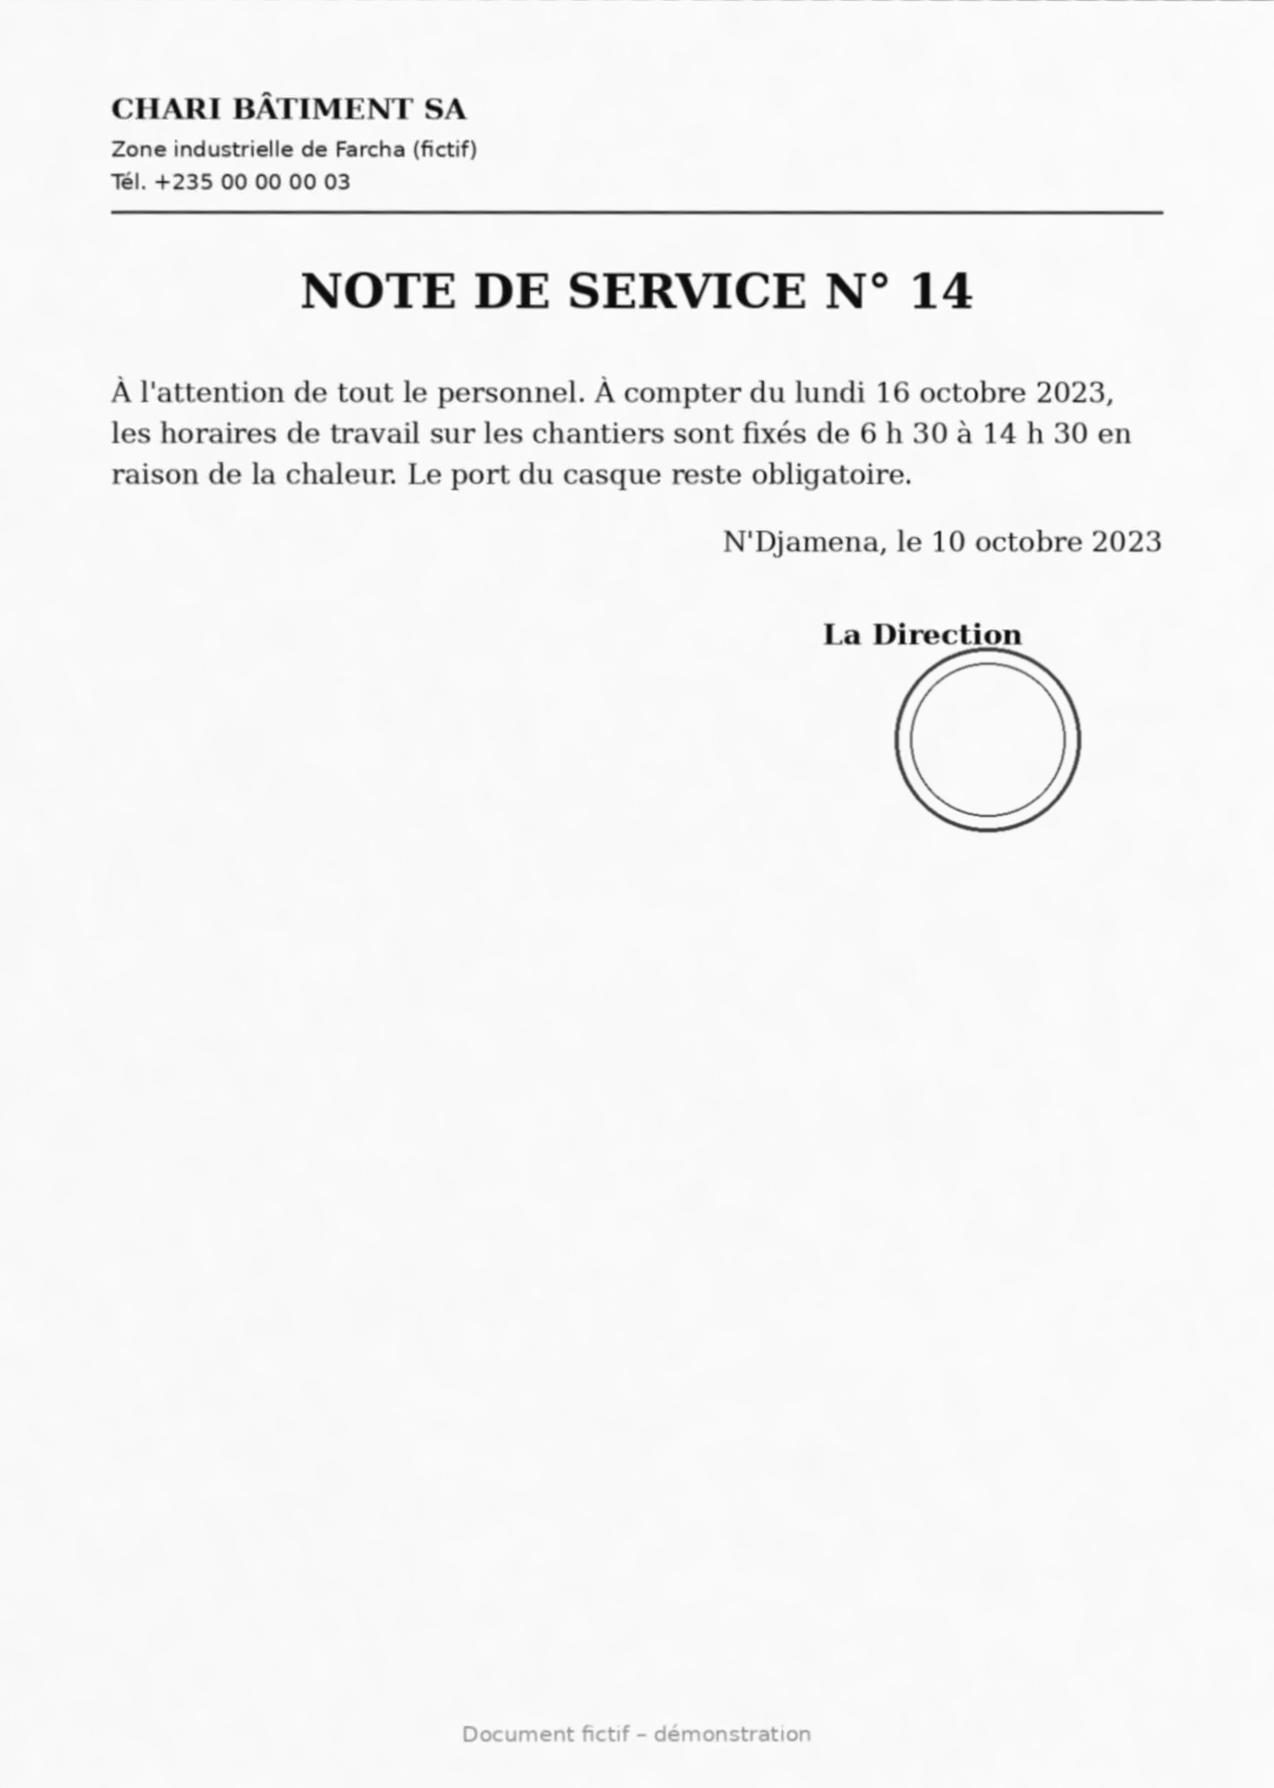 CHARI BÂTIMENT SA
Zone industrielle de Farcha (fictif)
Tél. +235 00 00 00 03
NOTE DE SERVICE N° 14
À l'attention de tout le personnel. À compter du lundi 16 octobre 2023,
les horaires de travail sur les chantiers sont fixés de 6 h 30 à 14 h 30 en
raison de la chaleur. Le port du casque reste obligatoire.
N'Djamena, le 10 octobre 2023
La Direction
Document fictif – démonstration